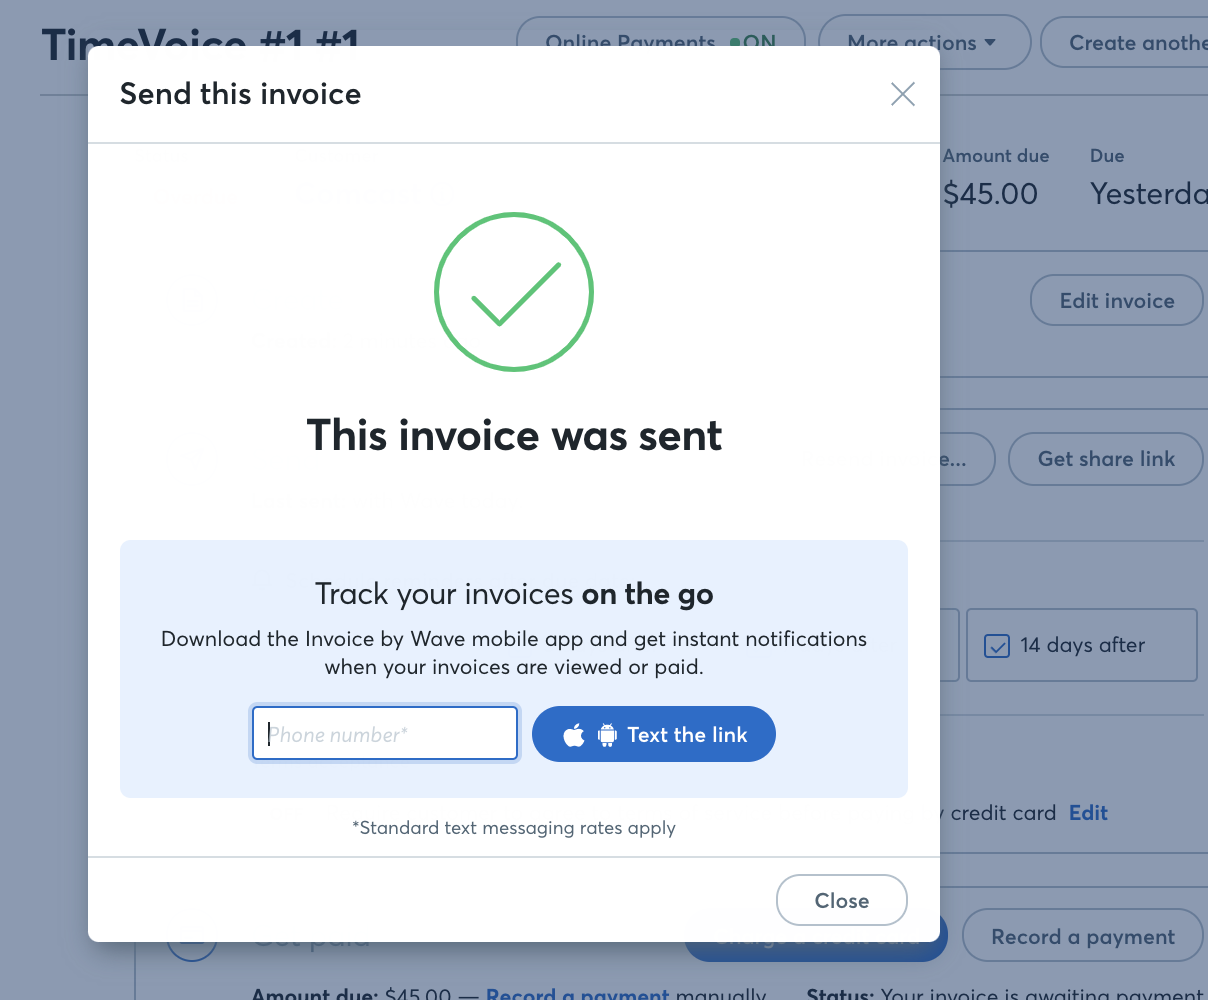 TimeVoice #1 #1
Online Payments ON
More actions
Create anothe
Send this invoice
Amount due
Due
$45.00
Yesterda
Edit invoice
This invoice was sent
e...
Get share link
Track your invoices on the go
Download the Invoice by Wave mobile app and get instant notifications
when your invoices are viewed or paid.
14 days after
Phone number*
Text the link
y credit card Edit
*Standard text messaging rates apply
Close
Get paid
Charge a credit card
Record a payment
Amount due: $45.00 — Record a payment manually
Status: Your invoice is awaiting payment